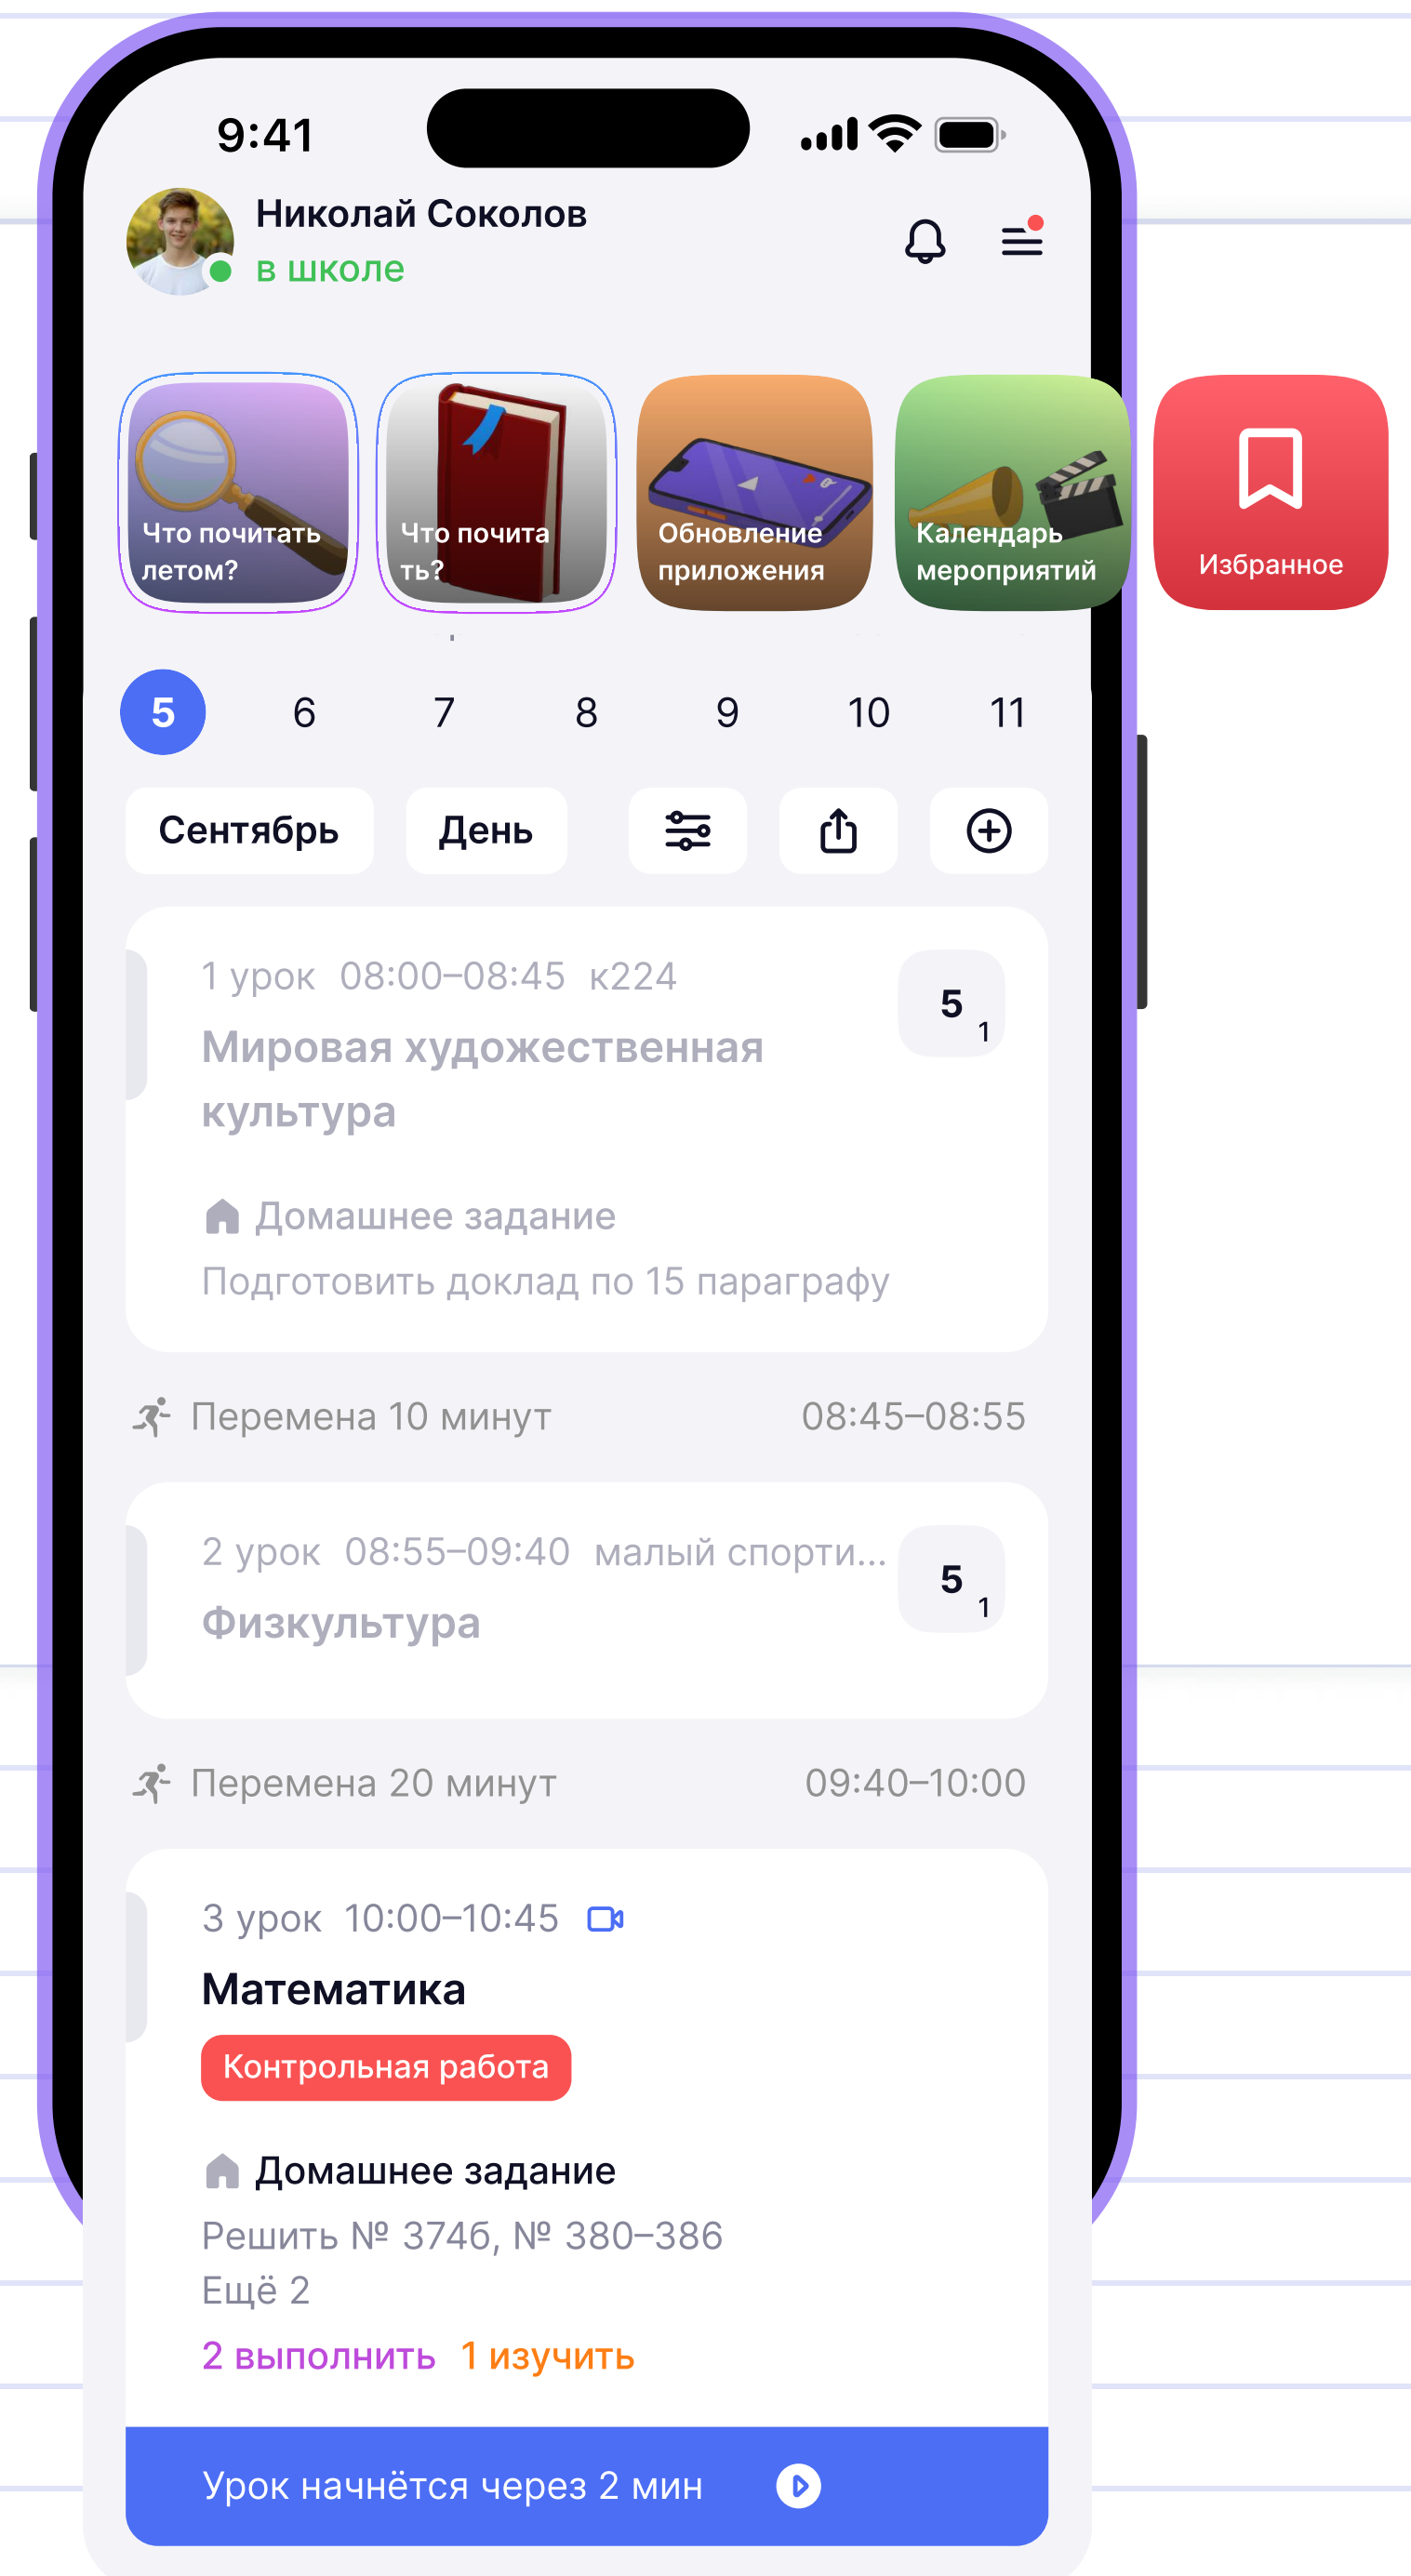 9:41
Николай Соколов
в школе
Что почитать
летом?
Что почита
ть?
Обновление
приложения
Календарь
мероприятий
Избранное
5 6 7 8 9 10 11
Сентябрь День
1 урок 08:00–08:45 к224
5 1
Мировая художественная
культура
Домашнее задание
Подготовить доклад по 15 параграфу
Перемена 10 минут 08:45–08:55
2 урок 08:55–09:40 малый спорти...
5 1
Физкультура
Перемена 20 минут 09:40–10:00
3 урок 10:00–10:45
Математика
Контрольная работа
Домашнее задание
Решить № 374б, № 380–386
Ещё 2
2 выполнить 1 изучить
Урок начнётся через 2 мин